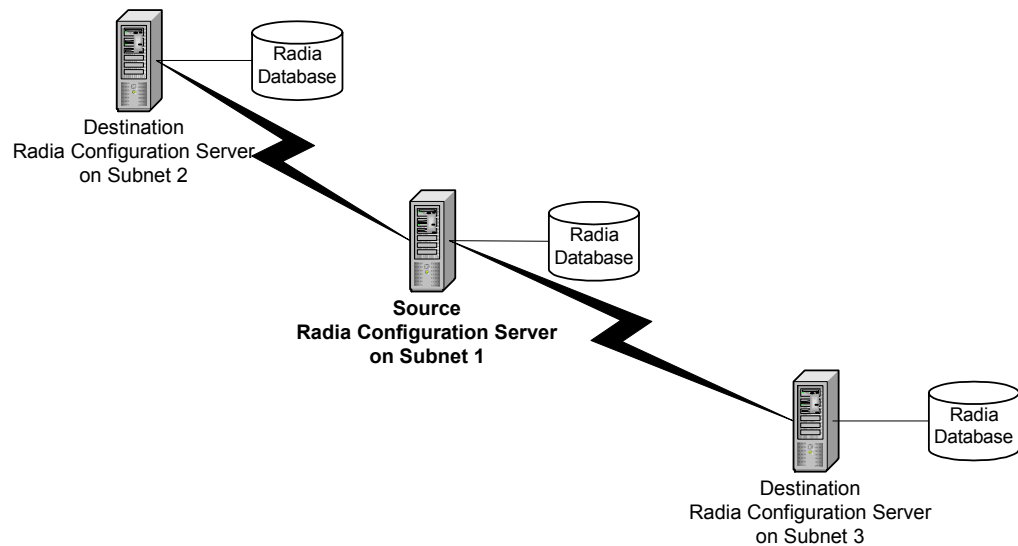 Radia
Database
Destination
Radia Configuration Server
on Subnet 2
Radia
Database
Source
Radia Configuration Server
on Subnet 1
Radia
Database
Destination
Radia Configuration Server
on Subnet 3